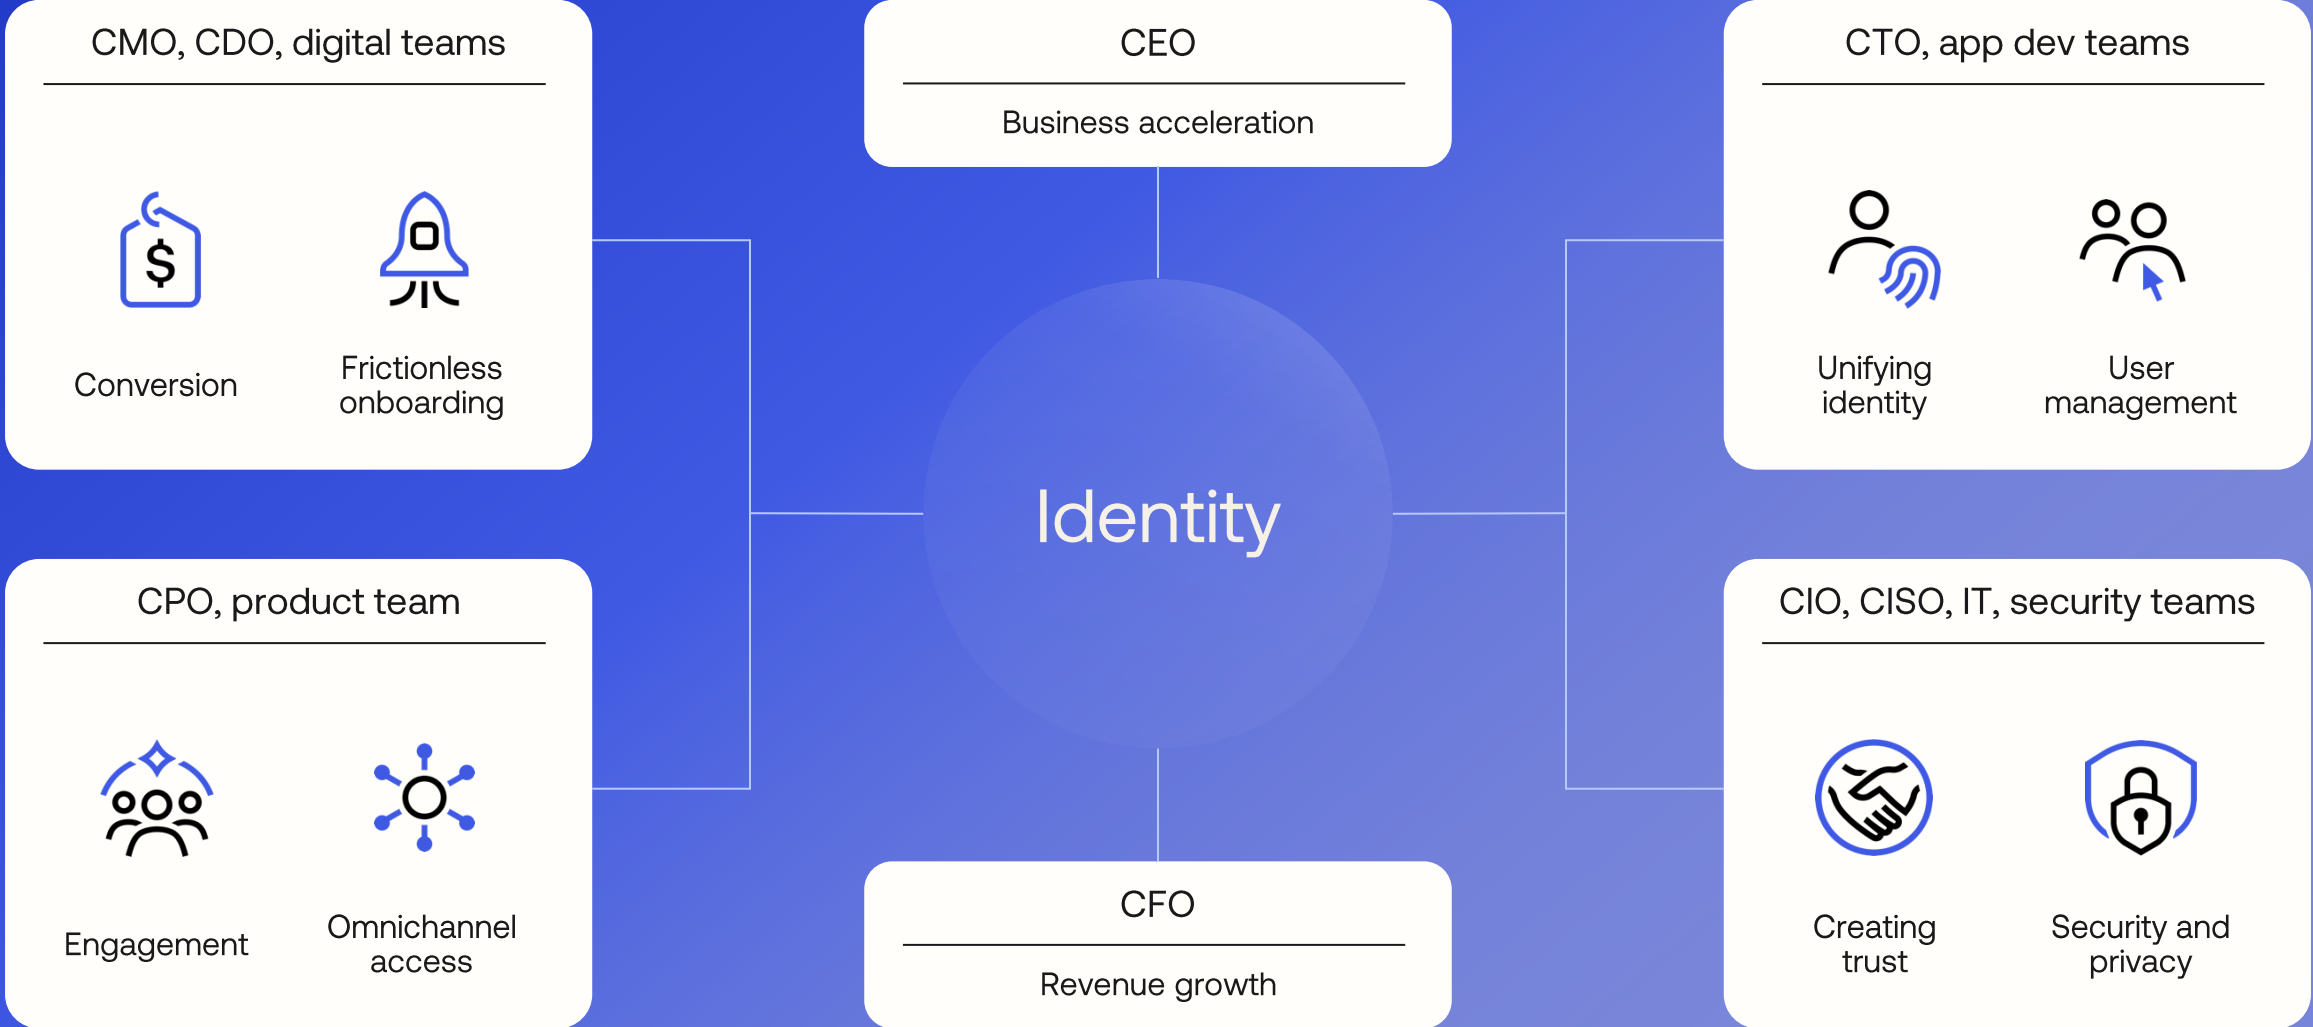 CMO, CDO, digital teams
$
Conversion
Frictionless
onboarding
CEO
Business acceleration
CTO, app dev teams
Unifying
identity
User
management
Identity
CPO, product team
Engagement
Omnichannel
access
CFO
Revenue growth
CIO, CISO, IT, security teams
Creating
trust
Security and
privacy